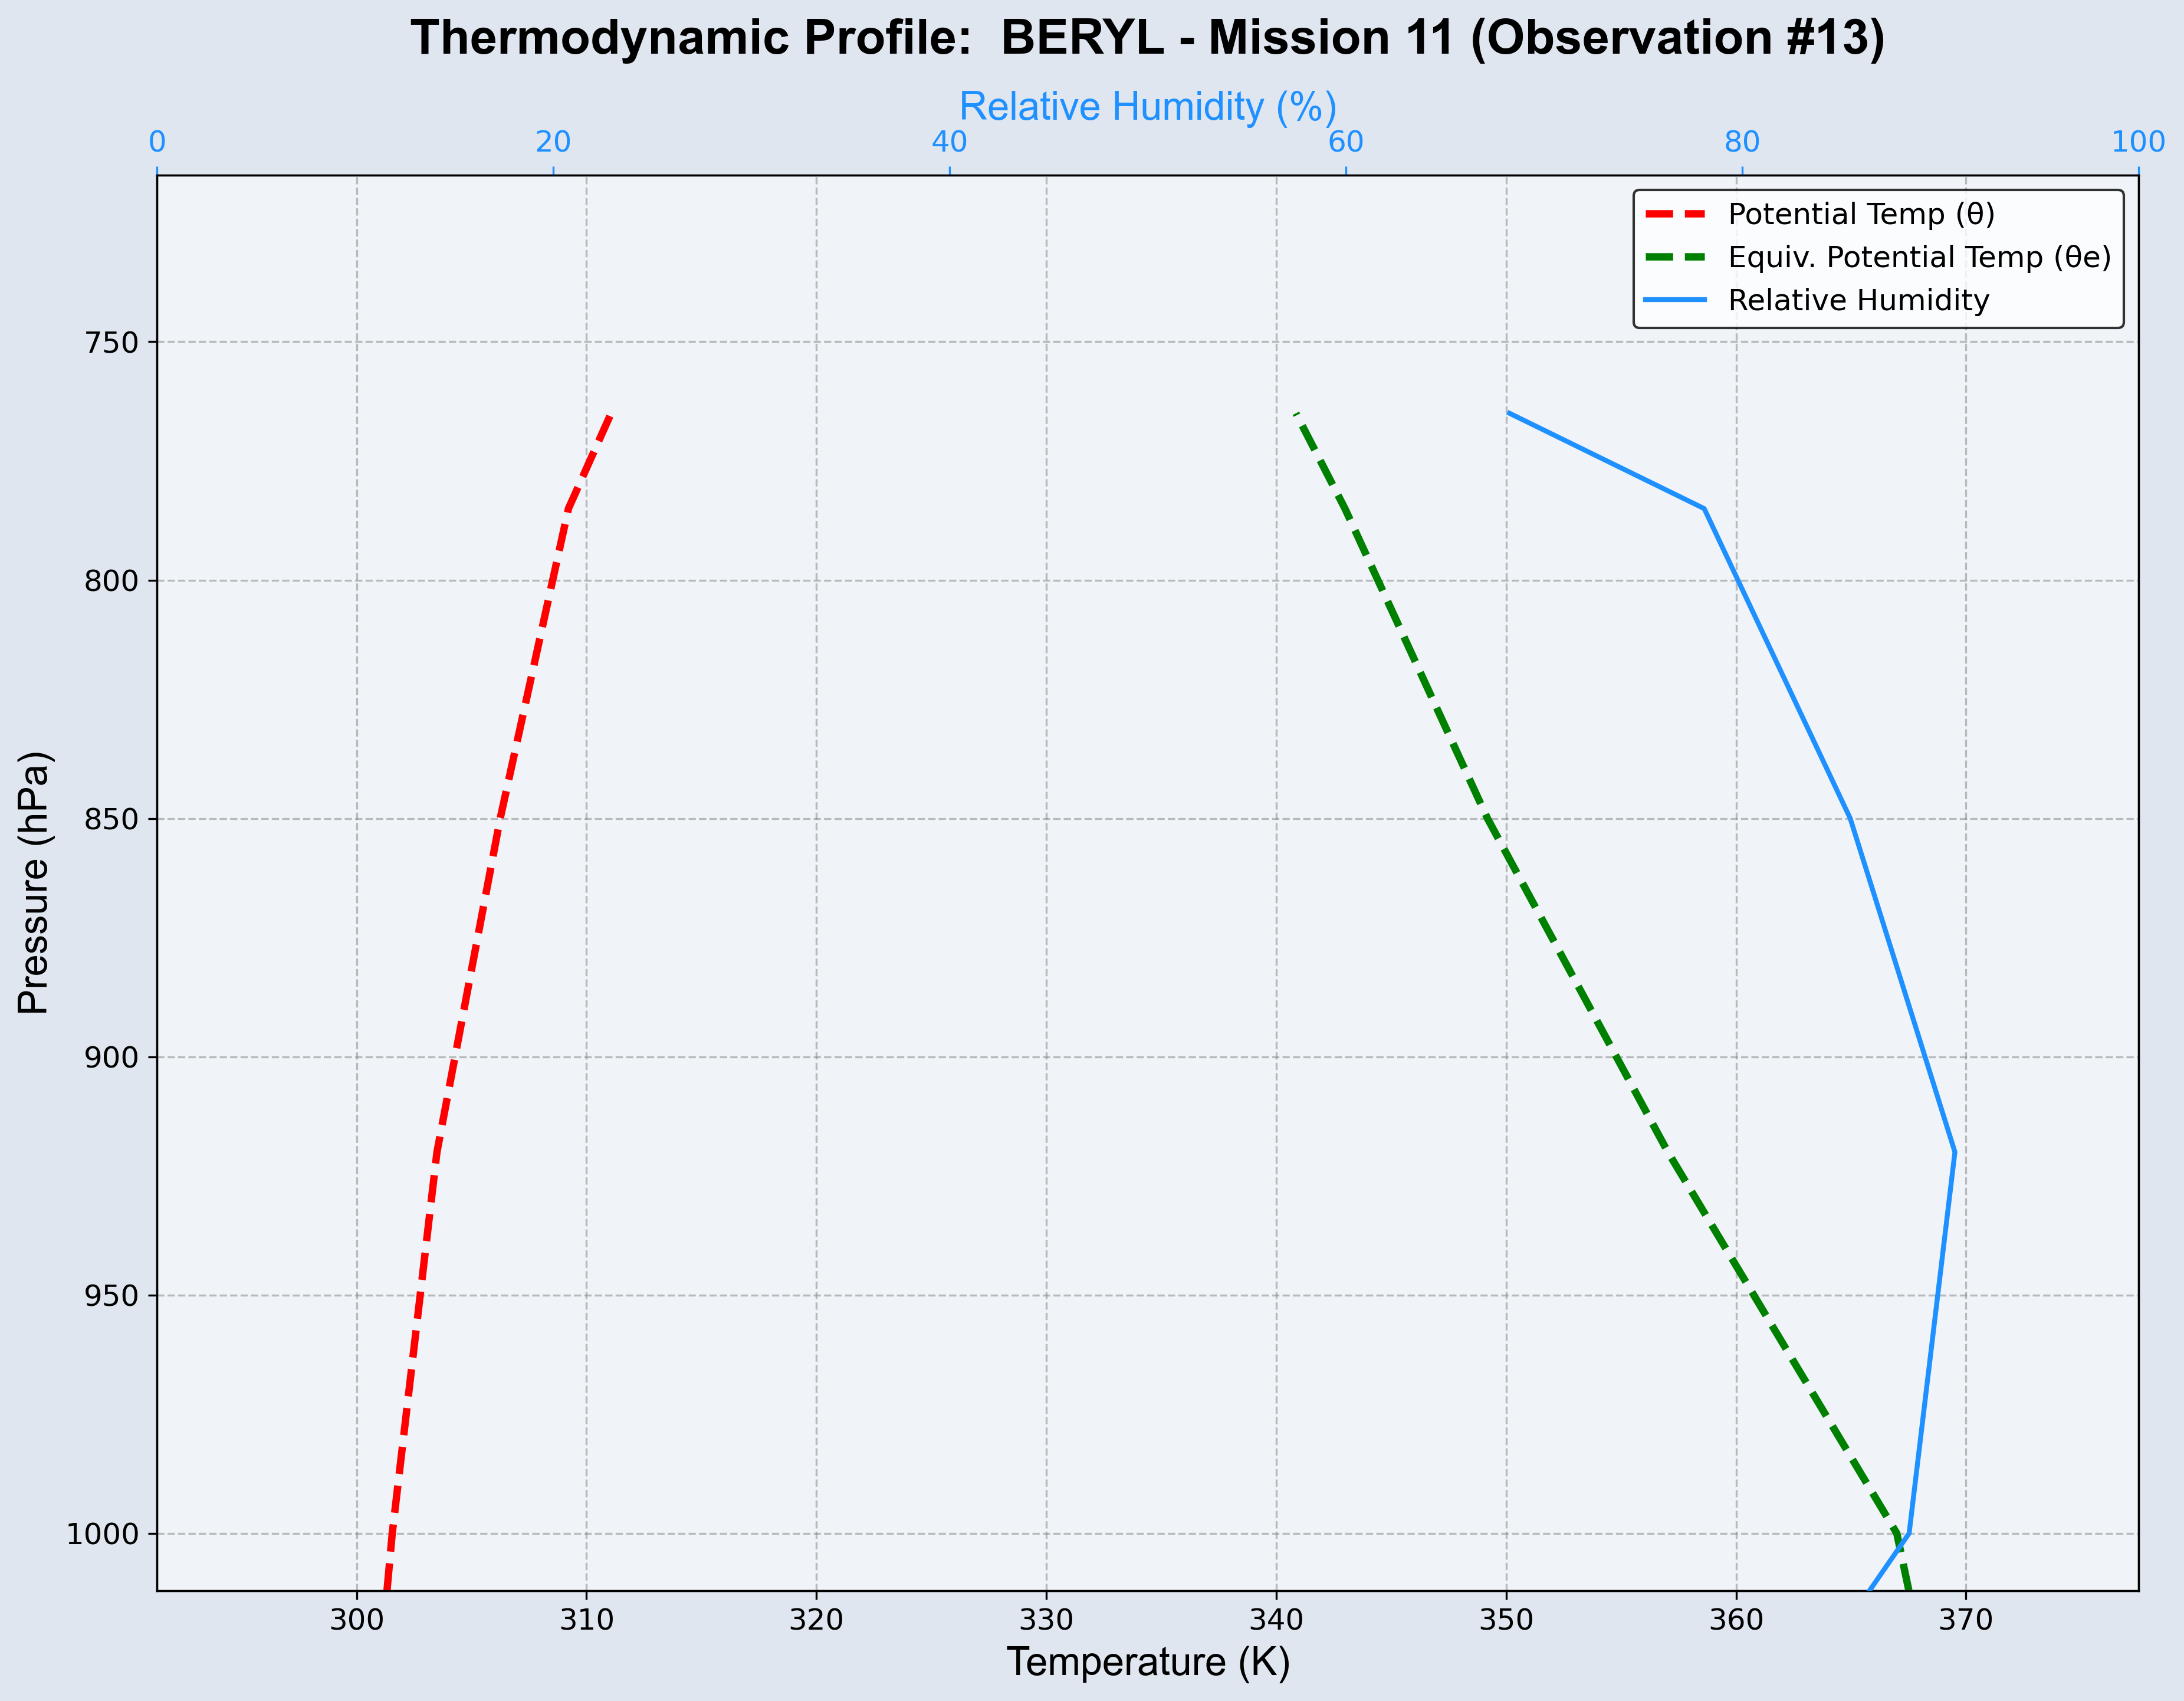 Thermodynamic Profile:  BERYL - Mission 11 (Observation #13)
Relative Humidity (%)
0 20 40 60 80 100
Potential Temp (θ)
Equiv. Potential Temp (θe)
Relative Humidity
Pressure (hPa)
750
800
850
900
950
1000
300 310 320 330 340 350 360 370
Temperature (K)